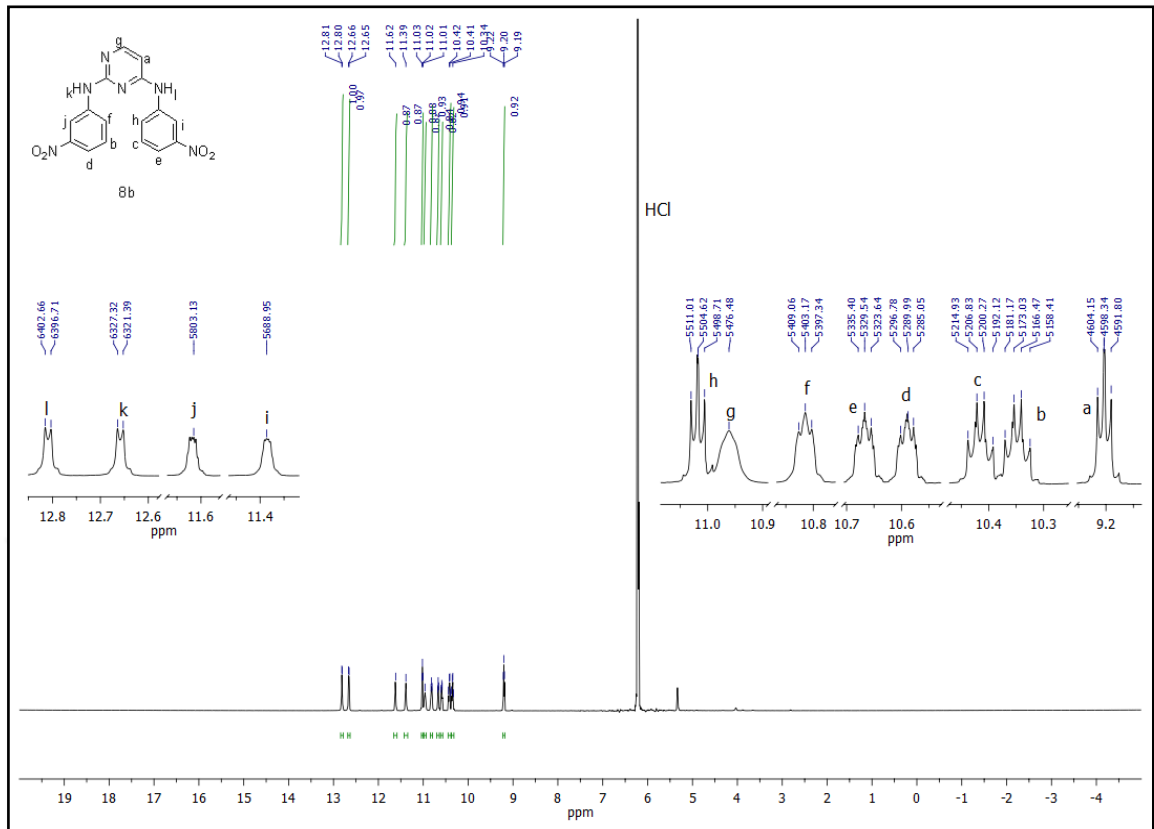 12.81
12.80
12.66
12.65
11.62
11.39
11.03
11.02
11.01
10.42
10.41
10.34
9.22
9.20
9.19
g
N
a
k
N
H
N
NH
l
j
f
h
i
O₂N
b
d
c
e
NO₂
8b
1.00
0.97
0.87
0.87
0.93
0.91
0.92
HCl
6402.66
6396.71
6327.32
6321.39
5803.13
5688.95
5511.01
5504.62
5498.71
5476.48
5409.06
5403.17
5397.34
5335.40
5329.54
5323.64
5296.78
5289.99
5285.05
5214.93
5206.83
5200.27
5192.12
5181.17
5173.03
5166.47
5158.41
4604.15
4598.34
4591.80
l k j i
h g f e d c b a
12.8 12.7 12.6 11.6 11.4
ppm
11.0 10.9 10.8 10.7 10.6 10.4 10.3 9.2
ppm
19 18 17 16 15 14 13 12 11 10 9 8 7 6 5 4 3 2 1 0 -1 -2 -3 -4
ppm